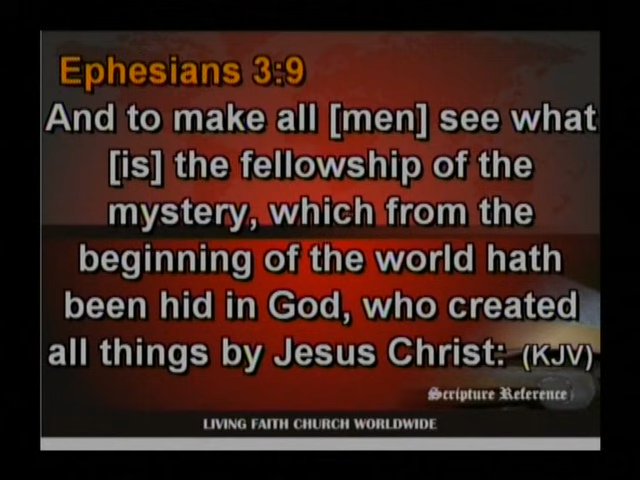 Ephesians 3:9
And to make all [men] see what
[is] the fellowship of the
mystery, which from the
beginning of the world hath
been hid in God, who created
all things by Jesus Christ: (KJV)
Scripture Reference
LIVING FAITH CHURCH WORLDWIDE